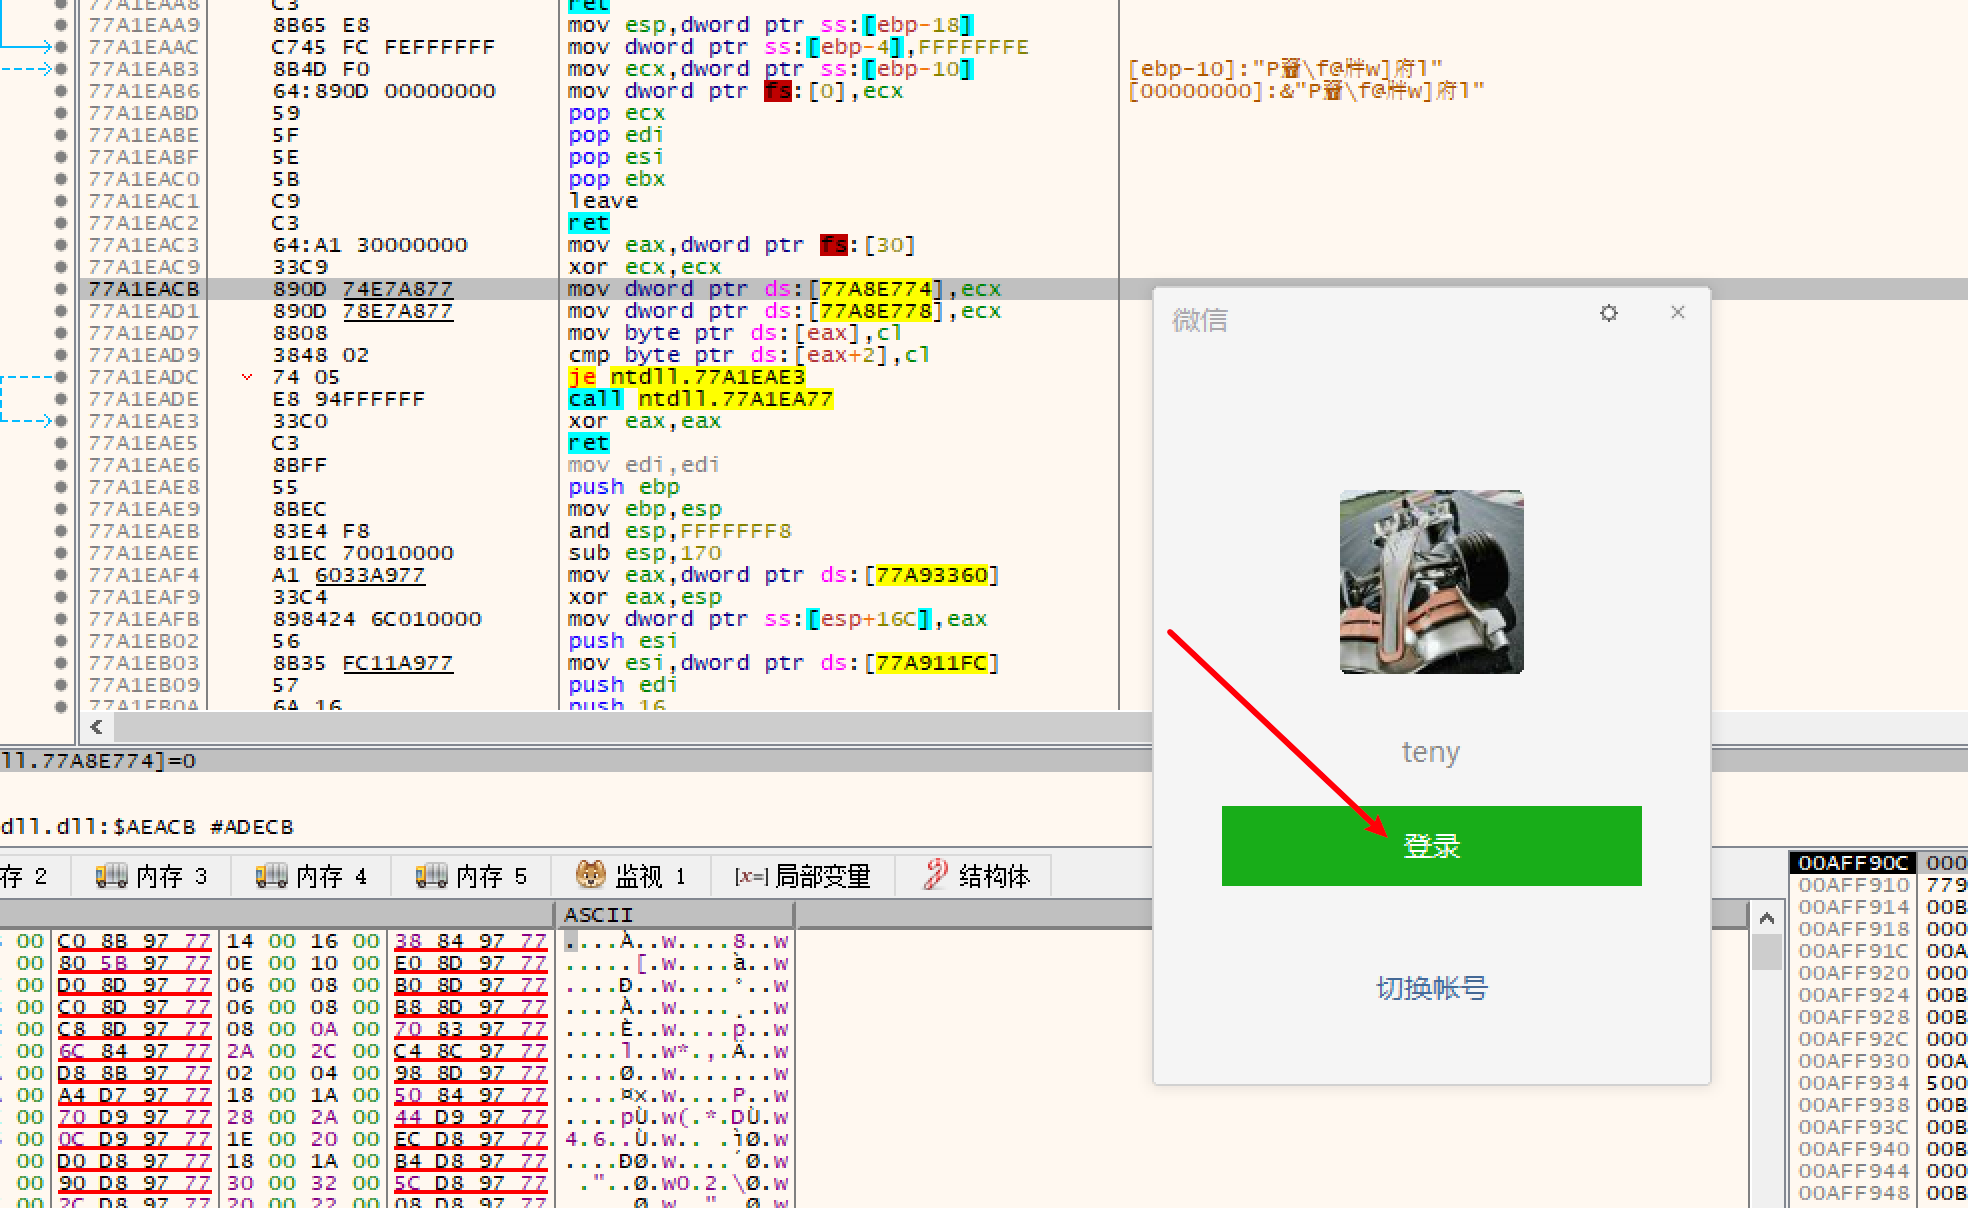 77A1EAA8 C3 ret
77A1EAA9 8B65 E8 mov esp,dword ptr ss:[ebp-18]
77A1EAAC C745 FC FEFFFFFF mov dword ptr ss:[ebp-4],FFFFFFFE
77A1EAB3 8B4D F0 mov ecx,dword ptr ss:[ebp-10]
77A1EAB6 64:890D 00000000 mov dword ptr fs:[0],ecx
77A1EABD 59 pop ecx
77A1EABE 5F pop edi
77A1EABF 5E pop esi
77A1EAC0 5B pop ebx
77A1EAC1 C9 leave
77A1EAC2 C3 ret
77A1EAC3 64:A1 30000000 mov eax,dword ptr fs:[30]
77A1EAC9 33C9 xor ecx,ecx
77A1EACB 890D 74E7A877 mov dword ptr ds:[77A8E774],ecx
77A1EAD1 890D 78E7A877 mov dword ptr ds:[77A8E778],ecx
77A1EAD7 8808 mov byte ptr ds:[eax],cl
77A1EAD9 3848 02 cmp byte ptr ds:[eax+2],cl
77A1EADC 74 05 je ntdll.77A1EAE3
77A1EADE E8 94FFFFFF call ntdll.77A1EA77
77A1EAE3 33C0 xor eax,eax
77A1EAE5 C3 ret
77A1EAE6 8BFF mov edi,edi
77A1EAE8 55 push ebp
77A1EAE9 8BEC mov ebp,esp
77A1EAEB 83E4 F8 and esp,FFFFFFF8
77A1EAEE 81EC 70010000 sub esp,170
77A1EAF4 A1 6033A977 mov eax,dword ptr ds:[77A93360]
77A1EAF9 33C4 xor eax,esp
77A1EAFB 898424 6C010000 mov dword ptr ss:[esp+16C],eax
77A1EB02 56 push esi
77A1EB03 8B35 FC11A977 mov esi,dword ptr ds:[77A911FC]
77A1EB09 57 push edi
77A1EB0A 6A 16 push 16
微信
teny
登录
切换帐号
ll.77A8E774]=0
dll.dll:$AEACB #ADECB
存 2 内存 3 内存 4 内存 5 监视 1 [x=] 局部变量 结构体
ASCII
00 C0 8B 97 77 14 00 16 00 38 84 97 77 ....À..w....8..w
00 80 5B 97 77 0E 00 10 00 E0 8D 97 77 .....[.w....à..w
00 D0 8D 97 77 06 00 08 00 B0 8D 97 77 ....Ð..w....°..w
00 C0 8D 97 77 06 00 08 00 B8 8D 97 77 ....À..w....¸..w
00 C8 8D 97 77 08 00 0A 00 70 83 97 77 ....È..w....p..w
00 6C 84 97 77 2A 00 2C 00 C4 8C 97 77 ....l..w*.,.Ä..w
00 D8 8B 97 77 02 00 04 00 98 8D 97 77 ....Ø..w.......w
00 A4 D7 97 77 18 00 1A 00 50 84 97 77 ....¤×.w....P..w
00 70 D9 97 77 28 00 2A 00 44 D9 97 77 ....pÙ.w(.*.DÙ.w
00 0C D9 97 77 1E 00 20 00 EC D8 97 77 4.6..Ù.w.. .ìØ.w
00 D0 D8 97 77 18 00 1A 00 B4 D8 97 77 ....ÐØ.w....´Ø.w
00 90 D8 97 77 30 00 32 00 5C D8 97 77 ."..Ø.w0.2.\Ø.w
00 2C D8 97 77 20 00 22 00 08 D8 97 77
00AFF90C 000
00AFF910 779
00AFF914 00B
00AFF918 000
00AFF91C 00A
00AFF920 000
00AFF924 00B
00AFF928 00B
00AFF92C 000
00AFF930 00A
00AFF934 500
00AFF938 00B
00AFF93C 00B
00AFF940 00B
00AFF944 000
00AFF948 00B